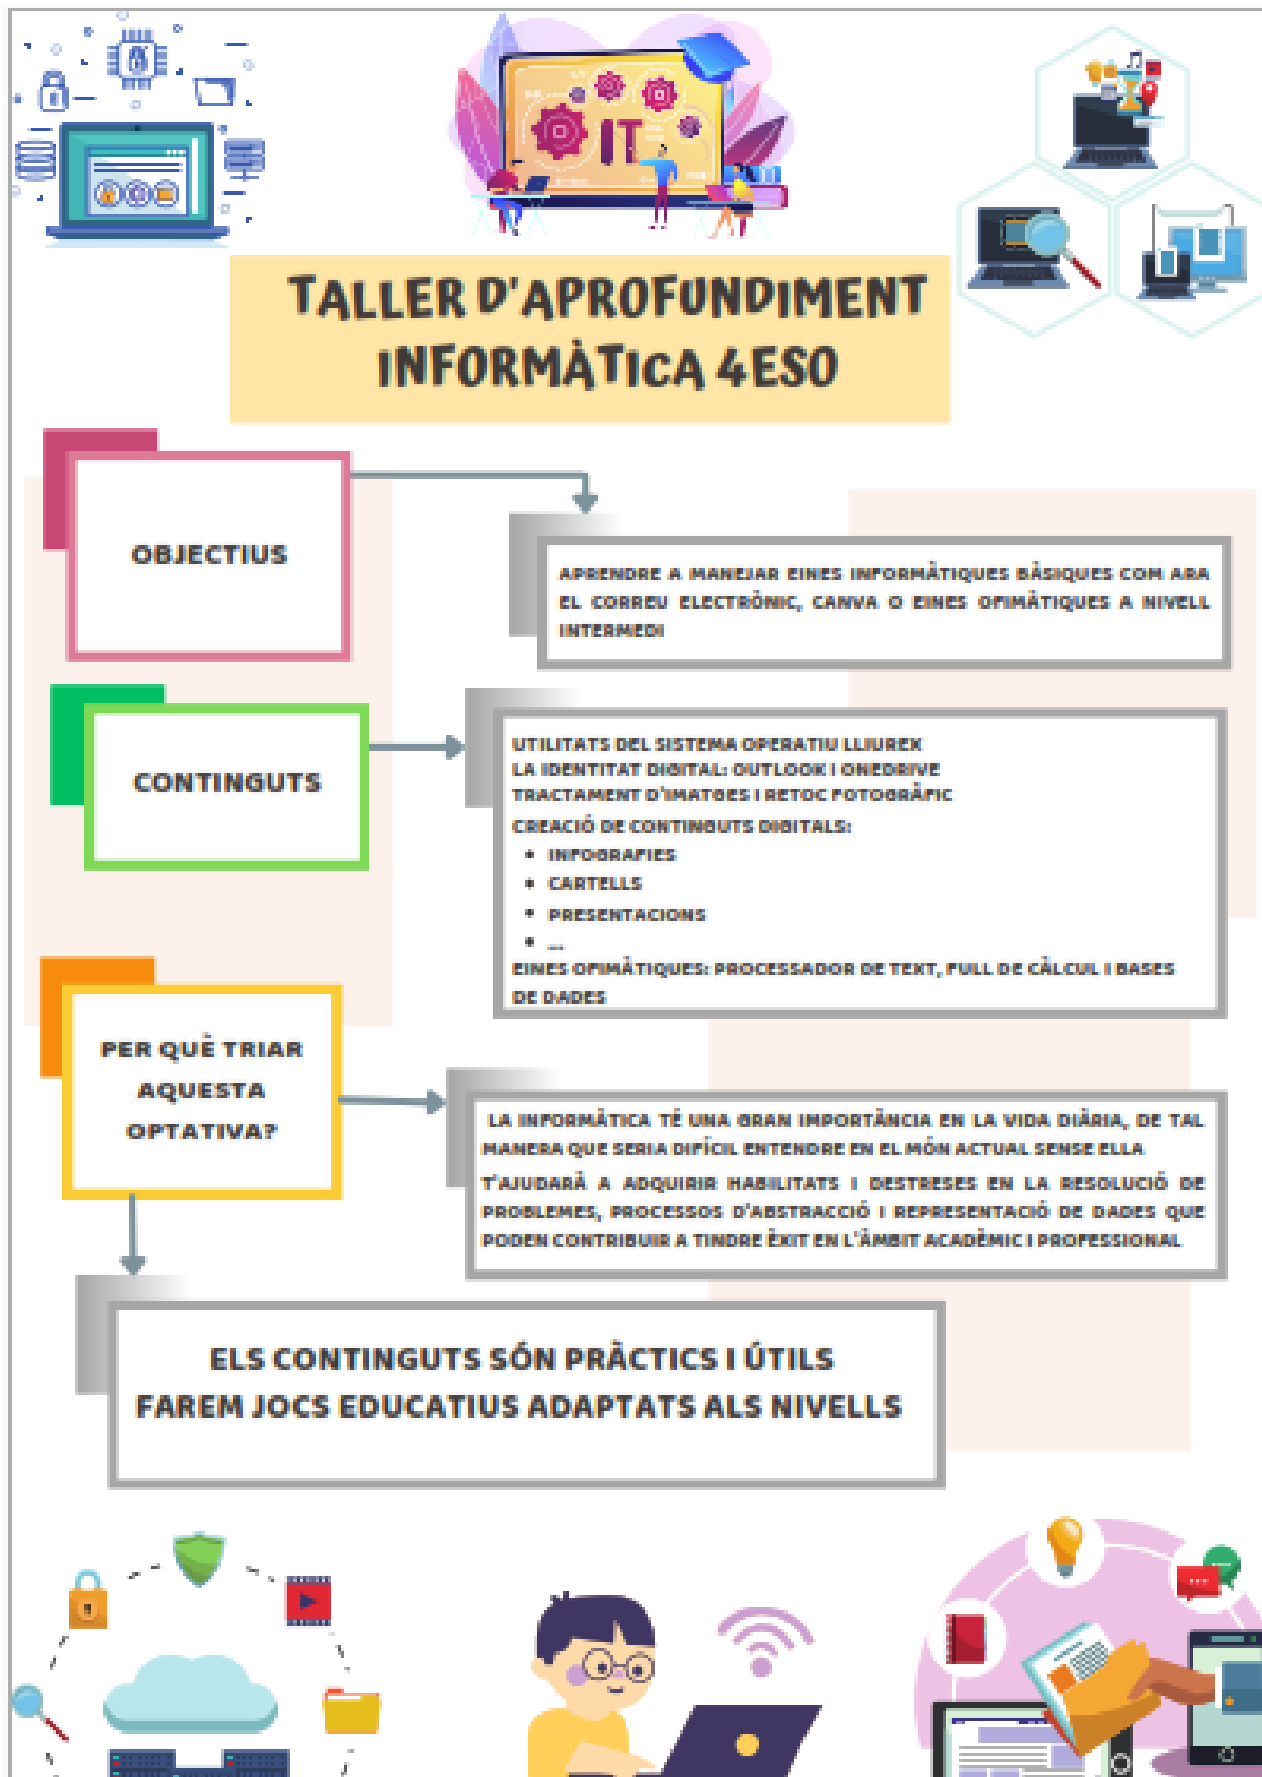 IT
TALLER D'APROFUNDIMENT
INFORMÀTICA 4ESO
OBJECTIUS
APRENDRE A MANEJAR EINES INFORMÀTIQUES BÀSIQUES COM ARA
EL CORREU ELECTRÒNIC, CANVA O EINES OFIMÀTIQUES A NIVELL
INTERMEDI
CONTINGUTS
UTILITATS DEL SISTEMA OPERATIU LLIUREX
LA IDENTITAT DIGITAL: OUTLOOK I ONEDRIVE
TRACTAMENT D'IMATGES I RETOC FOTOGRÀFIC
CREACIÓ DE CONTINGUTS DIGITALS:
• INFOGRAFIES
• CARTELLS
• PRESENTACIONS
• ...
EINES OFIMÀTIQUES: PROCESSADOR DE TEXT, FULL DE CÀLCUL I BASES
DE DADES
PER QUÈ TRIAR
AQUESTA
OPTATIVA?
LA INFORMÀTICA TÉ UNA GRAN IMPORTÀNCIA EN LA VIDA DIÀRIA, DE TAL
MANERA QUE SERIA DIFÍCIL ENTENDRE EN EL MÓN ACTUAL SENSE ELLA.
T'AJUDARÀ A ADQUIRIR HABILITATS I DESTRESES EN LA RESOLUCIÓ DE
PROBLEMES, PROCESSOS D'ABSTRACCIÓ I REPRESENTACIÓ DE DADES QUE
PODEN CONTRIBUIR A TINDRE ÈXIT EN L'ÀMBIT ACADÈMIC I PROFESSIONAL.
ELS CONTINGUTS SÓN PRÀCTICS I ÚTILS
FAREM JOCS EDUCATIUS ADAPTATS ALS NIVELLS